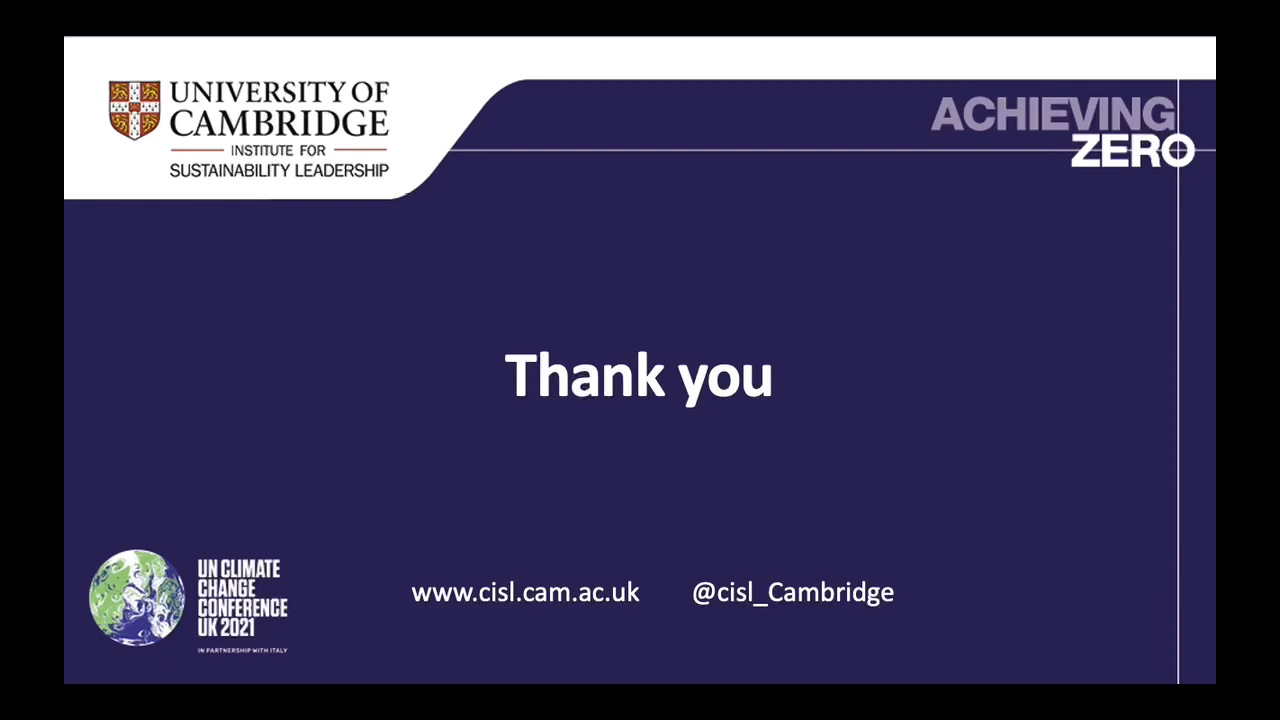 UNIVERSITY OF
CAMBRIDGE
INSTITUTE FOR
SUSTAINABILITY LEADERSHIP
ACHIEVING
ZERO
Thank you
UN CLIMATE
CHANGE
CONFERENCE
UK 2021
IN PARTNERSHIP WITH ITALY
www.cisl.cam.ac.uk @cisl_Cambridge